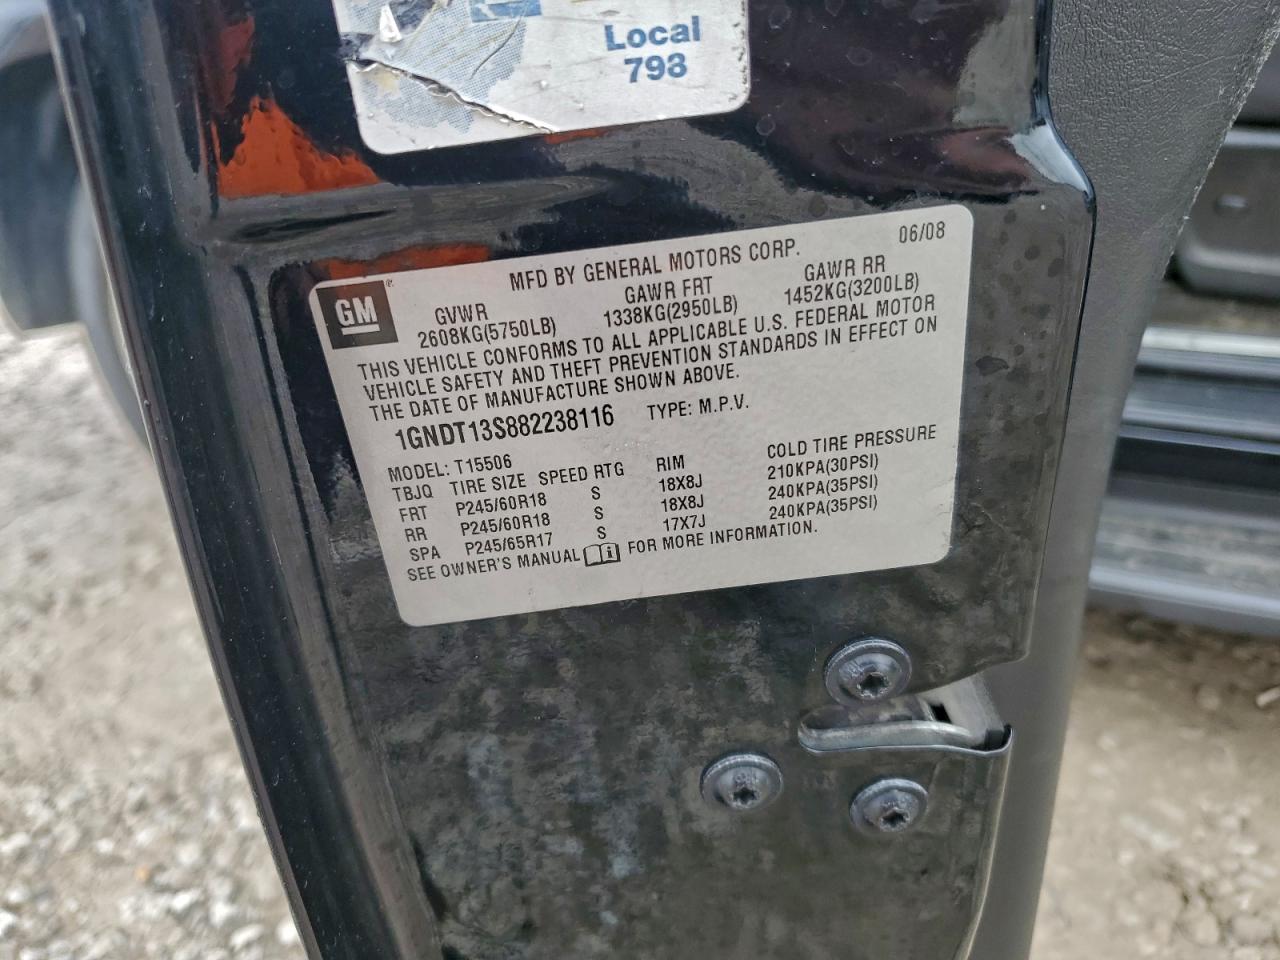 Local
798
06/08
MFD BY GENERAL MOTORS CORP.
GM
GVWR GAWR FRT GAWR RR
2608KG(5750LB) 1338KG(2950LB) 1452KG(3200LB)
THIS VEHICLE CONFORMS TO ALL APPLICABLE U.S. FEDERAL MOTOR
VEHICLE SAFETY AND THEFT PREVENTION STANDARDS IN EFFECT ON
THE DATE OF MANUFACTURE SHOWN ABOVE.
1GNDT13S882238116 TYPE: M.P.V.
MODEL: T15506
TBJQ TIRE SIZE SPEED RTG RIM COLD TIRE PRESSURE
FRT P245/60R18 S 18X8J 210KPA(30PSI)
RR P245/60R18 S 18X8J 240KPA(35PSI)
SPA P245/65R17 S 17X7J 240KPA(35PSI)
SEE OWNER'S MANUAL FOR MORE INFORMATION.